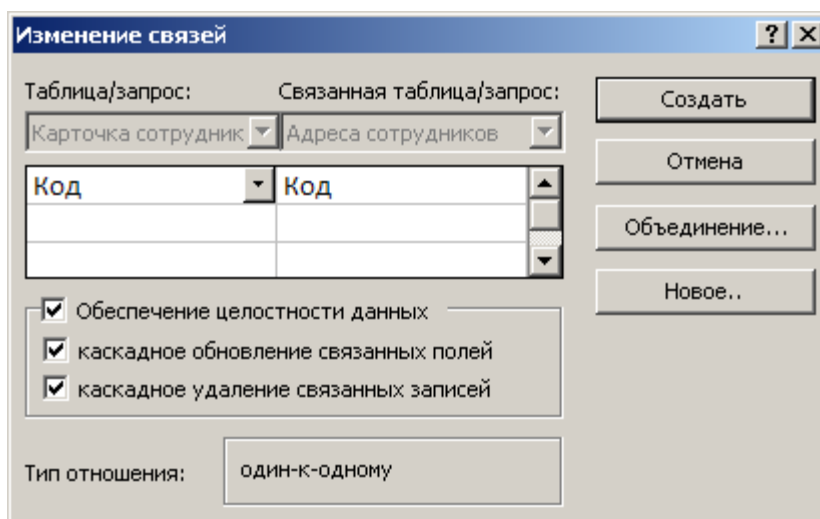 Изменение связей
Таблица/запрос: Связанная таблица/запрос:
Карточка сотрудник Адреса сотрудников
Код Код
Создать
Отмена
Объединение...
Новое..
Обеспечение целостности данных
каскадное обновление связанных полей
каскадное удаление связанных записей
Тип отношения: один-к-одному